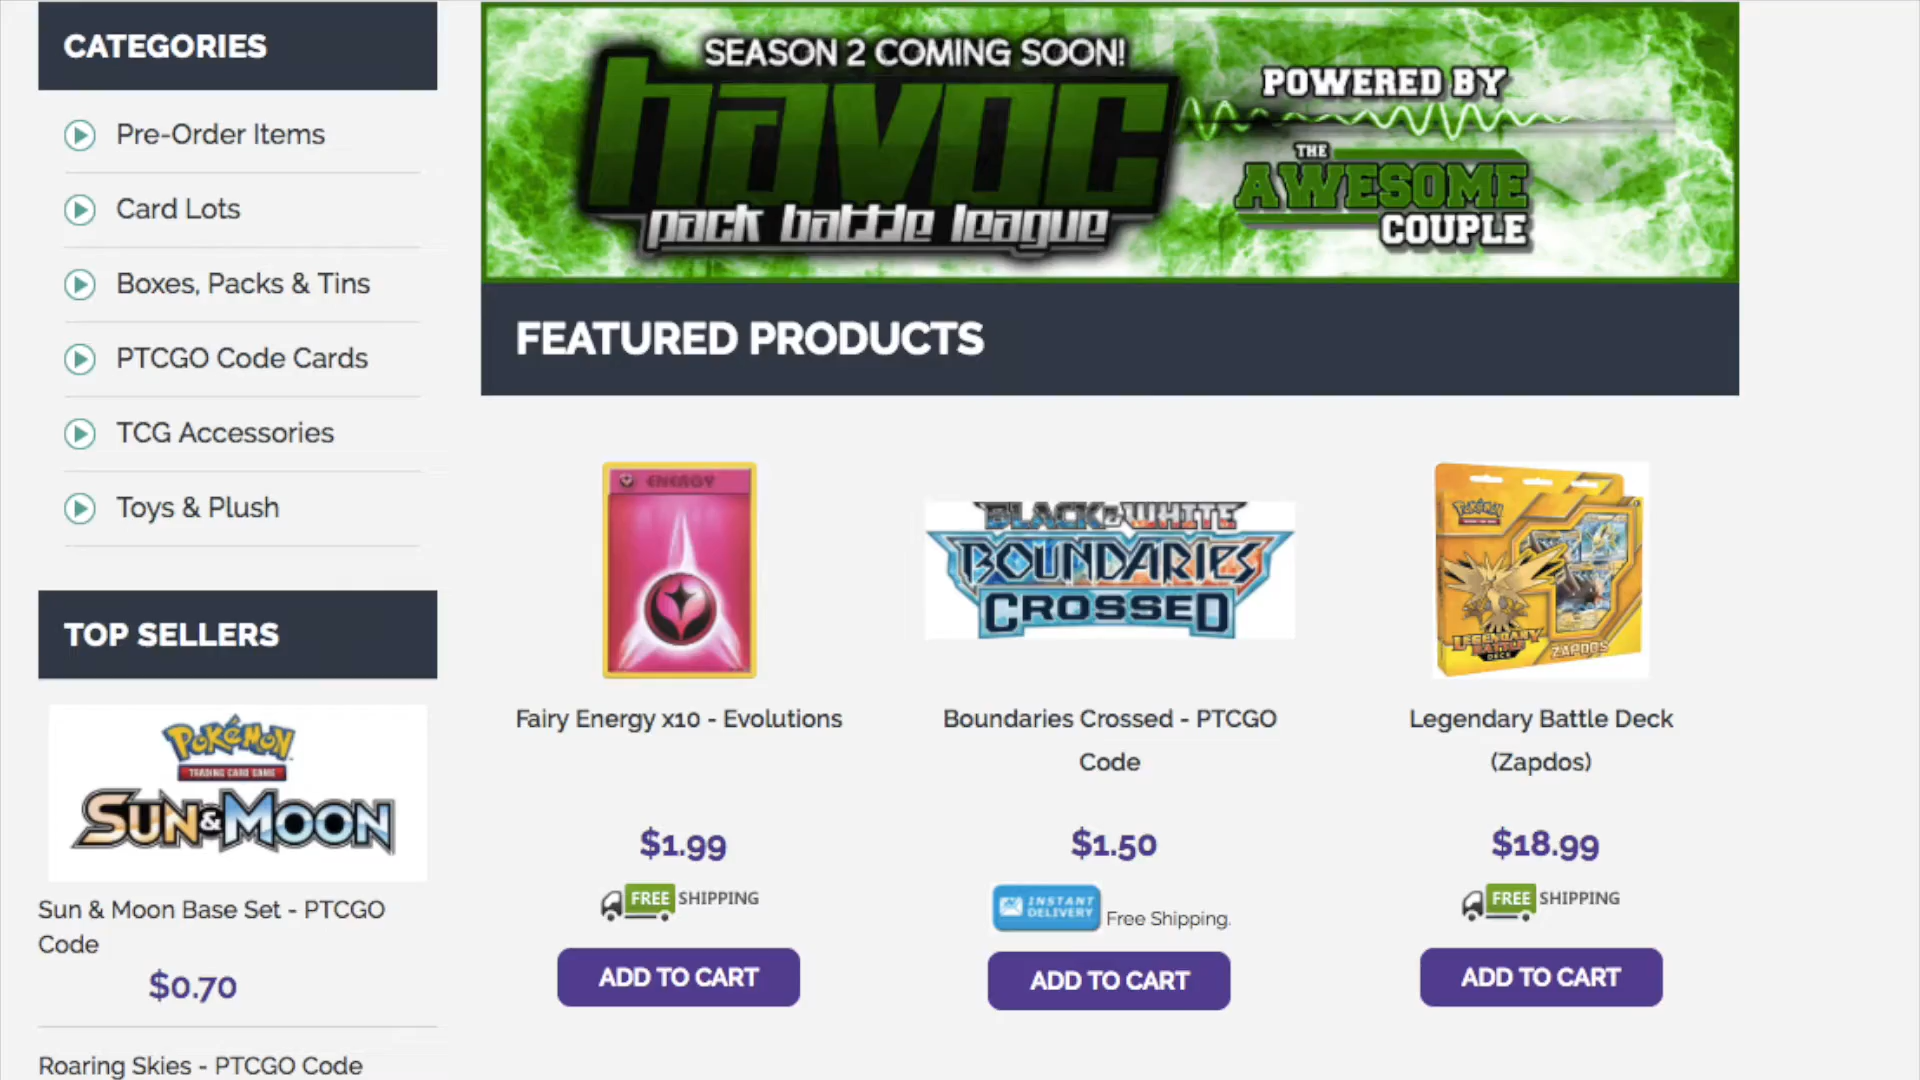 CATEGORIES
Pre-Order Items
Card Lots
Boxes, Packs & Tins
PTCGO Code Cards
TCG Accessories
Toys & Plush
TOP SELLERS
POKéMON
TRADING CARD GAME
SUN & MOON
Sun & Moon Base Set - PTCGO
Code
$0.70
Roaring Skies - PTCGO Code
SEASON 2 COMING SOON!
havoc
pack battle league
POWERED BY
THE
AWESOME
COUPLE
FEATURED PRODUCTS
ENERGY
Fairy Energy x10 - Evolutions
$1.99
FREE SHIPPING
ADD TO CART
BLACK & WHITE
BOUNDARIES
CROSSED
Boundaries Crossed - PTCGO
Code
$1.50
INSTANT
DELIVERY
Free Shipping.
ADD TO CART
POKéMON
LEGENDARY
BATTLE
DECK
ZAPDOS
Legendary Battle Deck
(Zapdos)
$18.99
FREE SHIPPING
ADD TO CART